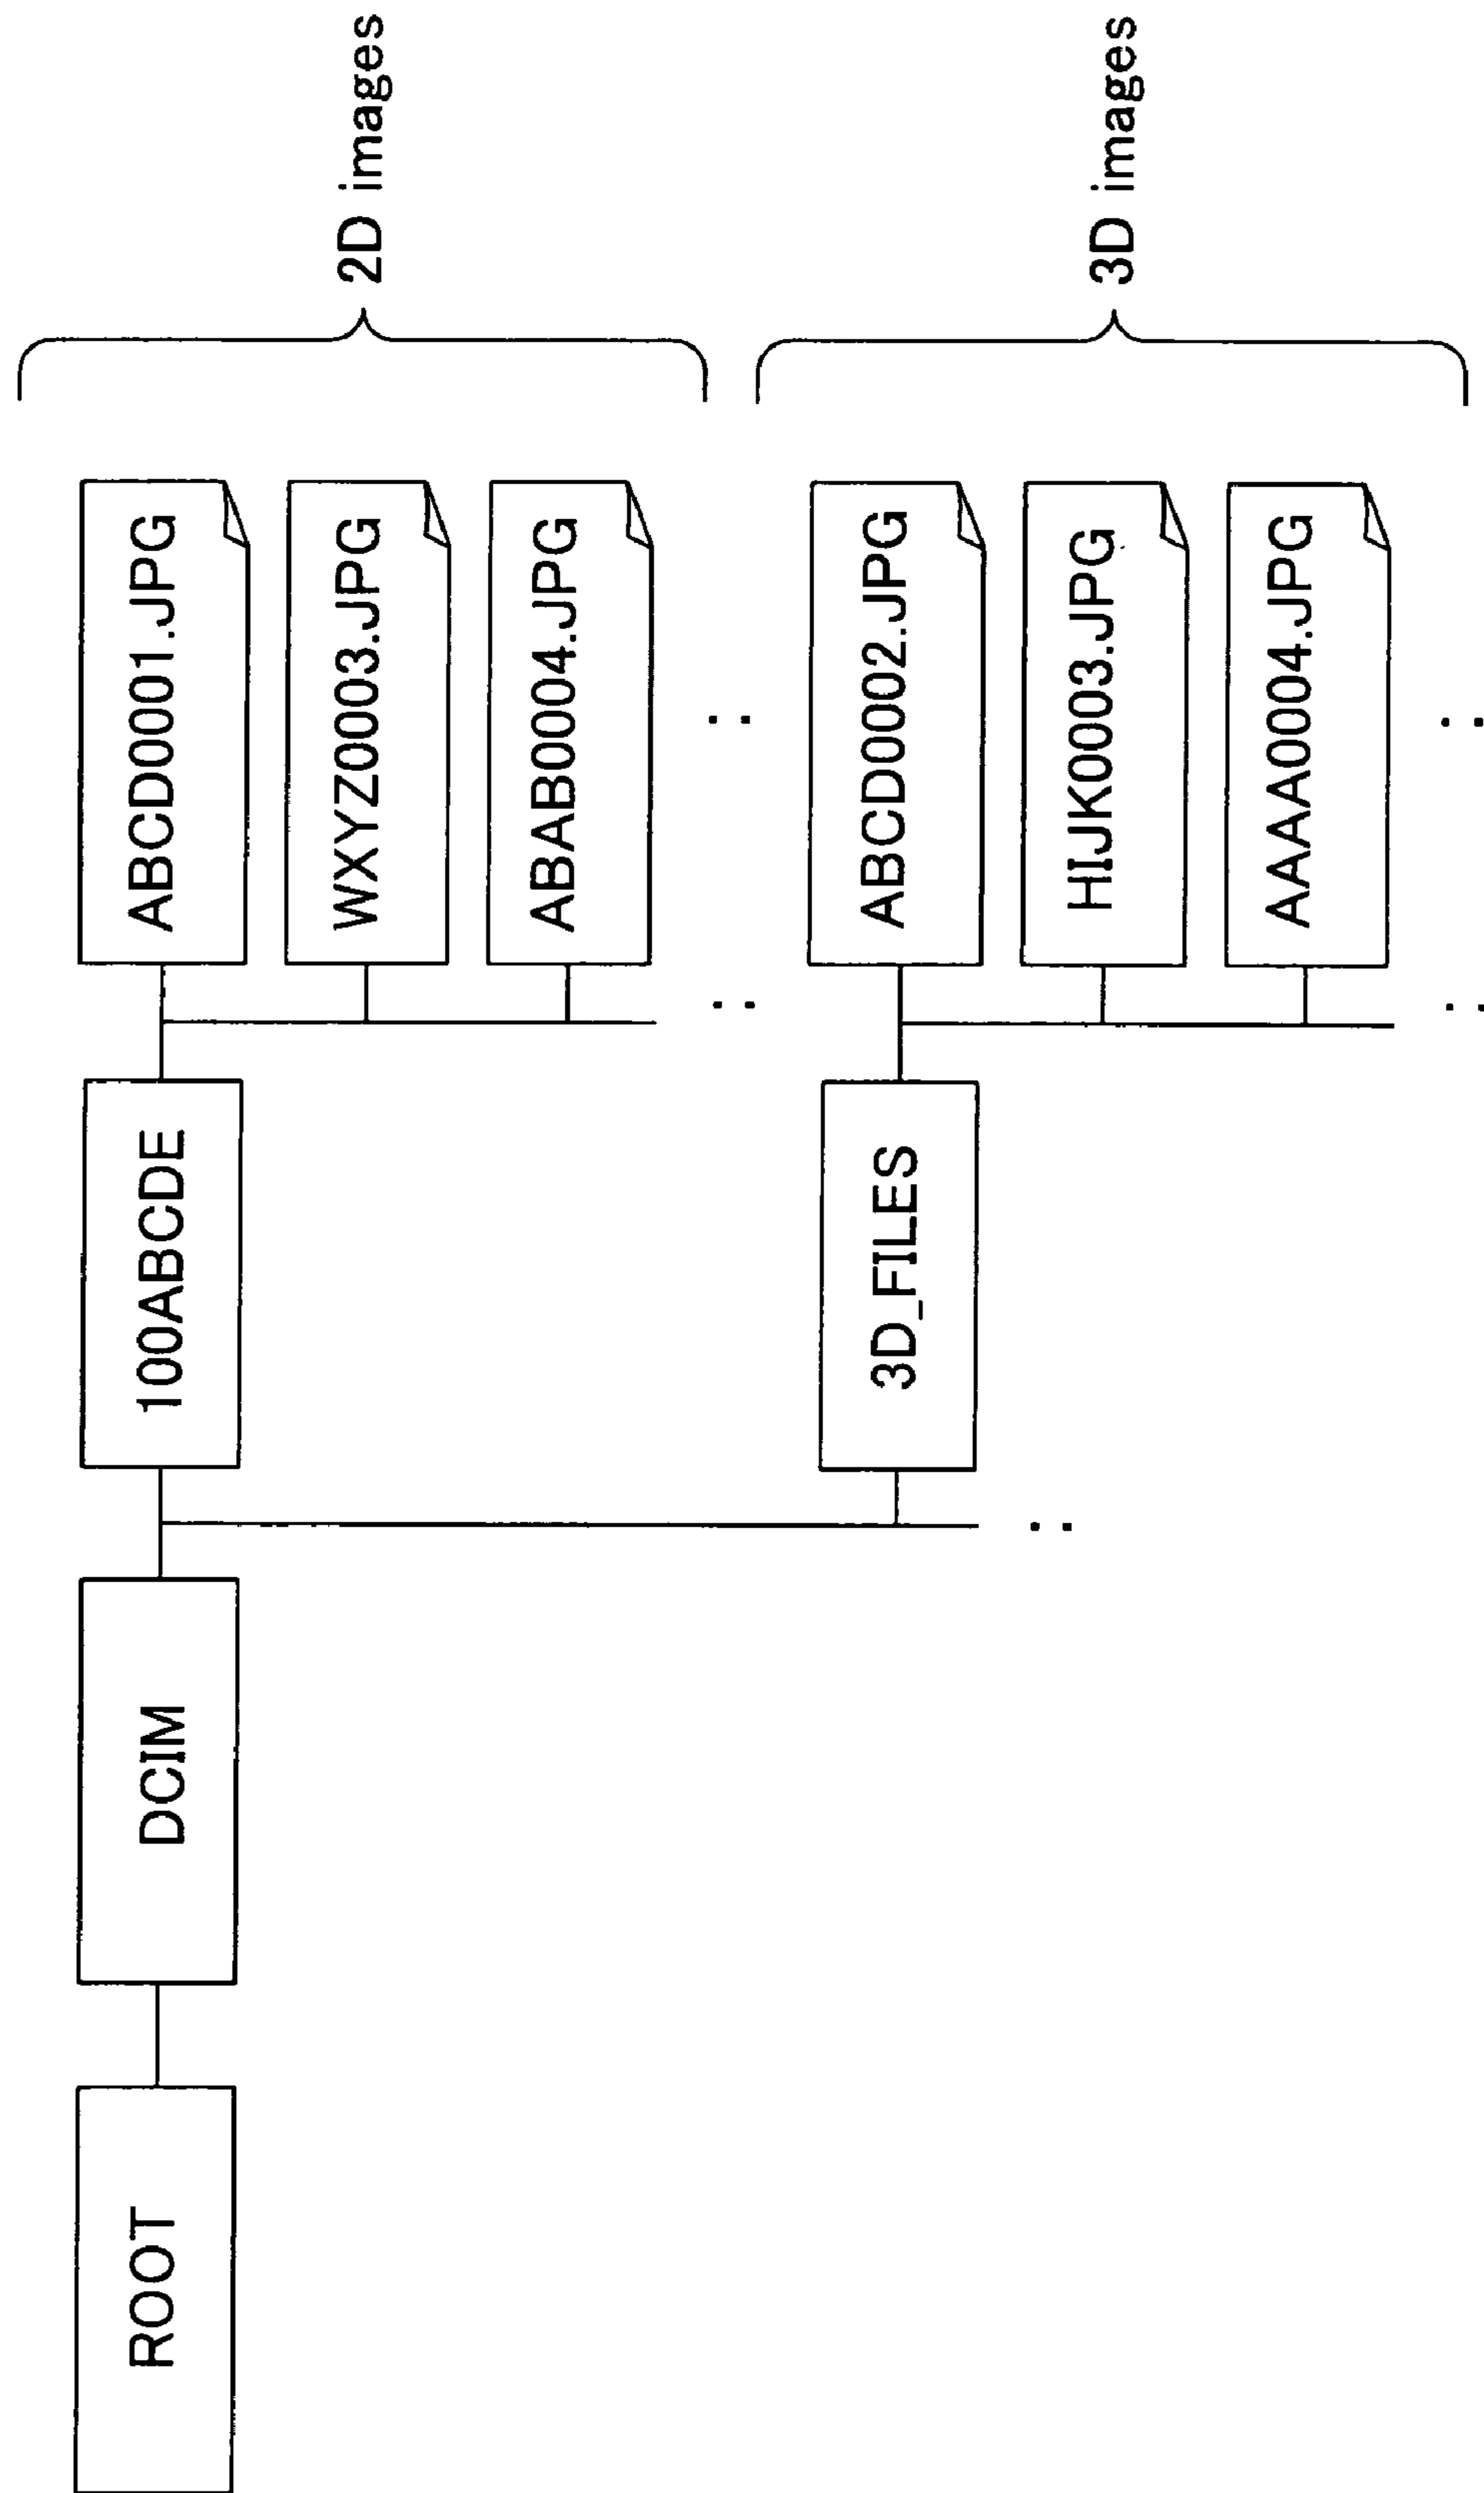 ROOT
DCIM
100ABCDE
ABCD0001.JPG
WXYZ0003.JPG
ABAB0004.JPG
2D images
3D_FILES
ABCD0002.JPG
HIJK0003.JPG
AAAA0004.JPG
3D images